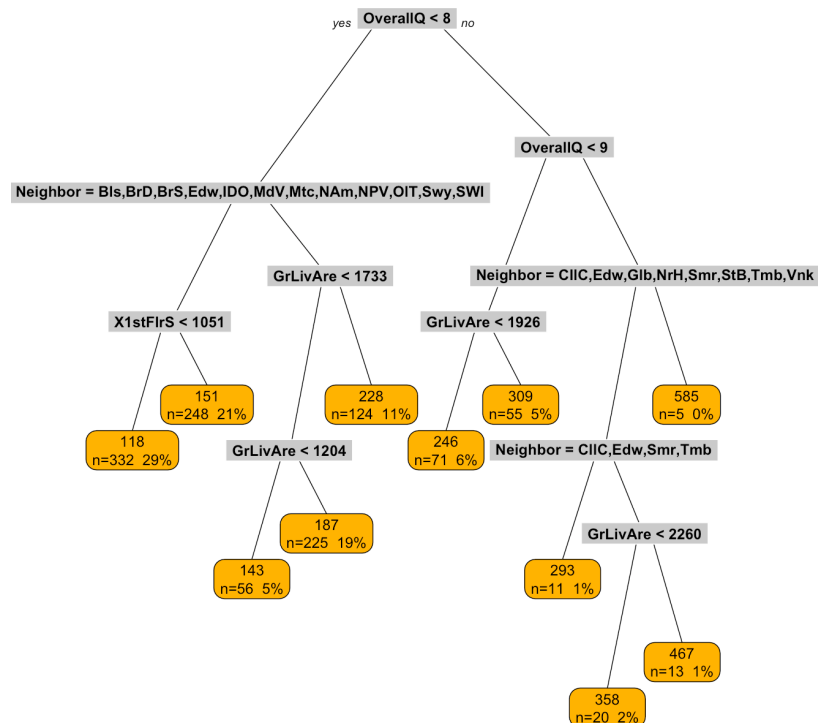 yes OverallQ < 8 no
OverallQ < 9
Neighbor = Bls,BrD,BrS,Edw,IDO,MdV,Mtc,NAm,NPV,OlT,Swy,SWI
GrLivAre < 1733
Neighbor = CllC,Edw,Glb,NrH,Smr,StB,Tmb,Vnk
X1stFlrS < 1051
GrLivAre < 1926
151
n=248 21%
228
n=124 11%
309
n=55 5%
585
n=5 0%
118
n=332 29%
GrLivAre < 1204
246
n=71 6%
Neighbor = CllC,Edw,Smr,Tmb
187
n=225 19%
GrLivAre < 2260
143
n=56 5%
293
n=11 1%
467
n=13 1%
358
n=20 2%